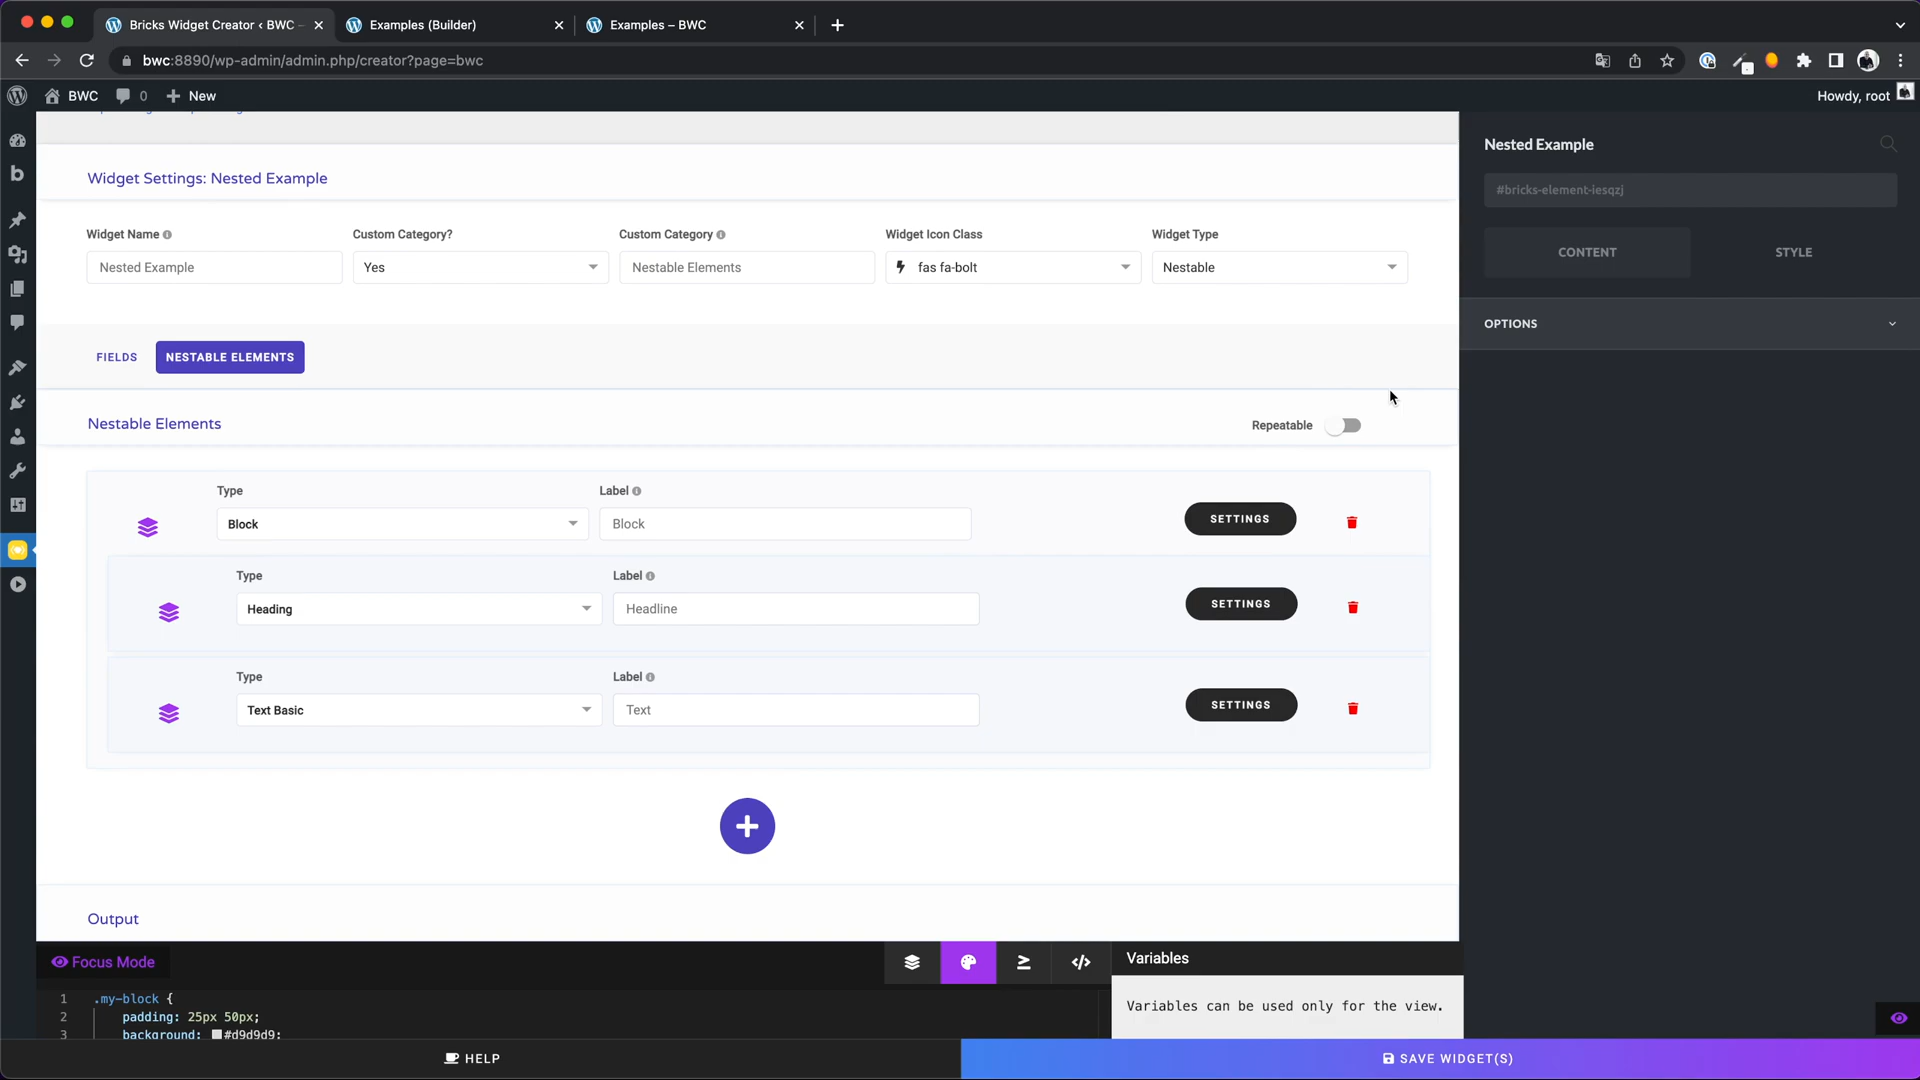 Bricks Widget Creator ‹ BWC –
Examples (Builder)
Examples – BWC
bwc:8890/wp-admin/admin.php/creator?page=bwc
BWC
0
New
Howdy, root
Widget Settings: Nested Example
Widget Name
Custom Category?
Custom Category
Widget Icon Class
Widget Type
Nested Example
Yes
Nestable Elements
fas fa-bolt
Nestable
FIELDS
NESTABLE ELEMENTS
Nestable Elements
Repeatable
Type
Label
Block
Block
SETTINGS
Type
Label
Heading
Headline
SETTINGS
Type
Label
Text Basic
Text
SETTINGS
Output
Focus Mode
Variables
1 .my-block {
2 padding: 25px 50px;
3 background: #d9d9d9;
Variables can be used only for the view.
HELP
SAVE WIDGET(S)
Nested Example
#bricks-element-iesqzj
CONTENT
STYLE
OPTIONS